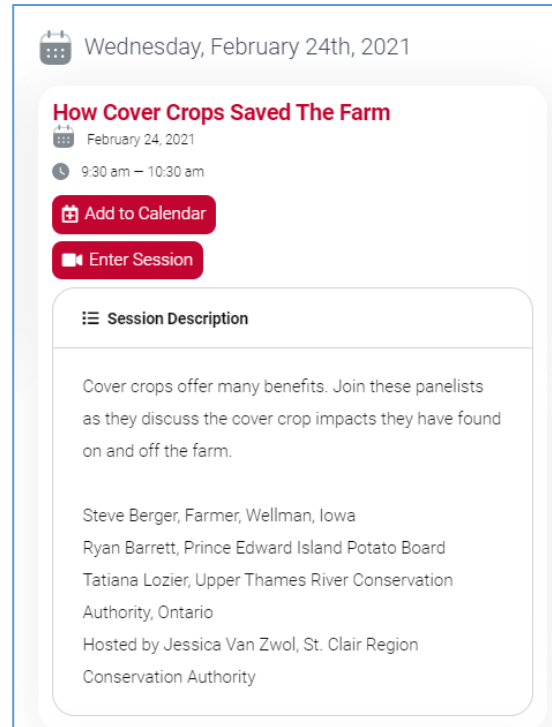 Wednesday, February 24th, 2021
How Cover Crops Saved The Farm
February 24, 2021
9:30 am – 10:30 am
Add to Calendar
Enter Session
Session Description
Cover crops offer many benefits. Join these panelists
as they discuss the cover crop impacts they have found
on and off the farm.
Steve Berger, Farmer, Wellman, Iowa
Ryan Barrett, Prince Edward Island Potato Board
Tatiana Lozier, Upper Thames River Conservation
Authority, Ontario
Hosted by Jessica Van Zwol, St. Clair Region
Conservation Authority